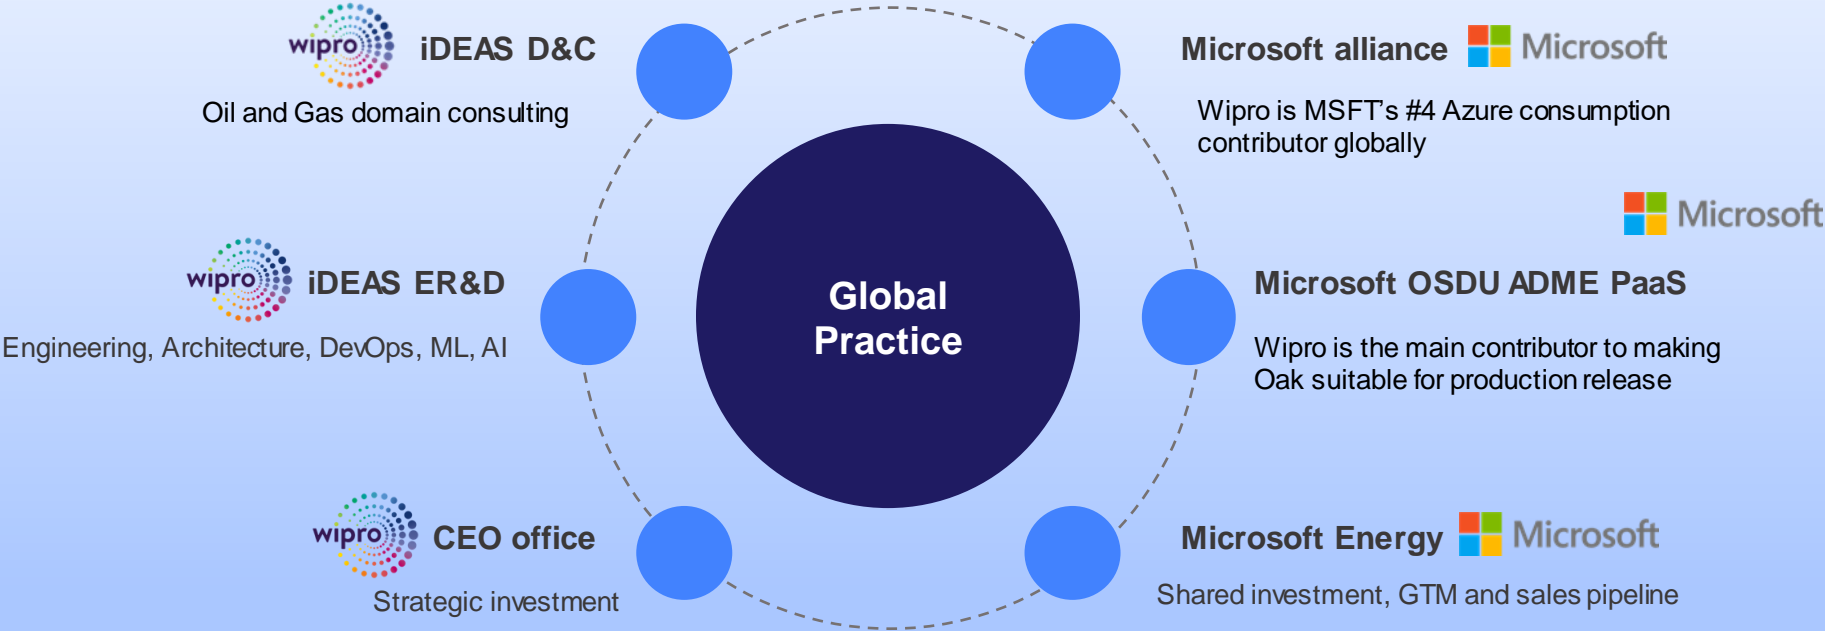 wipro
iDEAS D&C
Oil and Gas domain consulting
Microsoft alliance
Microsoft
Wipro is MSFT's #4 Azure consumption
contributor globally
Microsoft
wipro
iDEAS ER&D
Engineering, Architecture, DevOps, ML, AI
Global
Practice
Microsoft OSDU ADME PaaS
Wipro is the main contributor to making
Oak suitable for production release
wipro
CEO office
Strategic investment
Microsoft Energy
Microsoft
Shared investment, GTM and sales pipeline